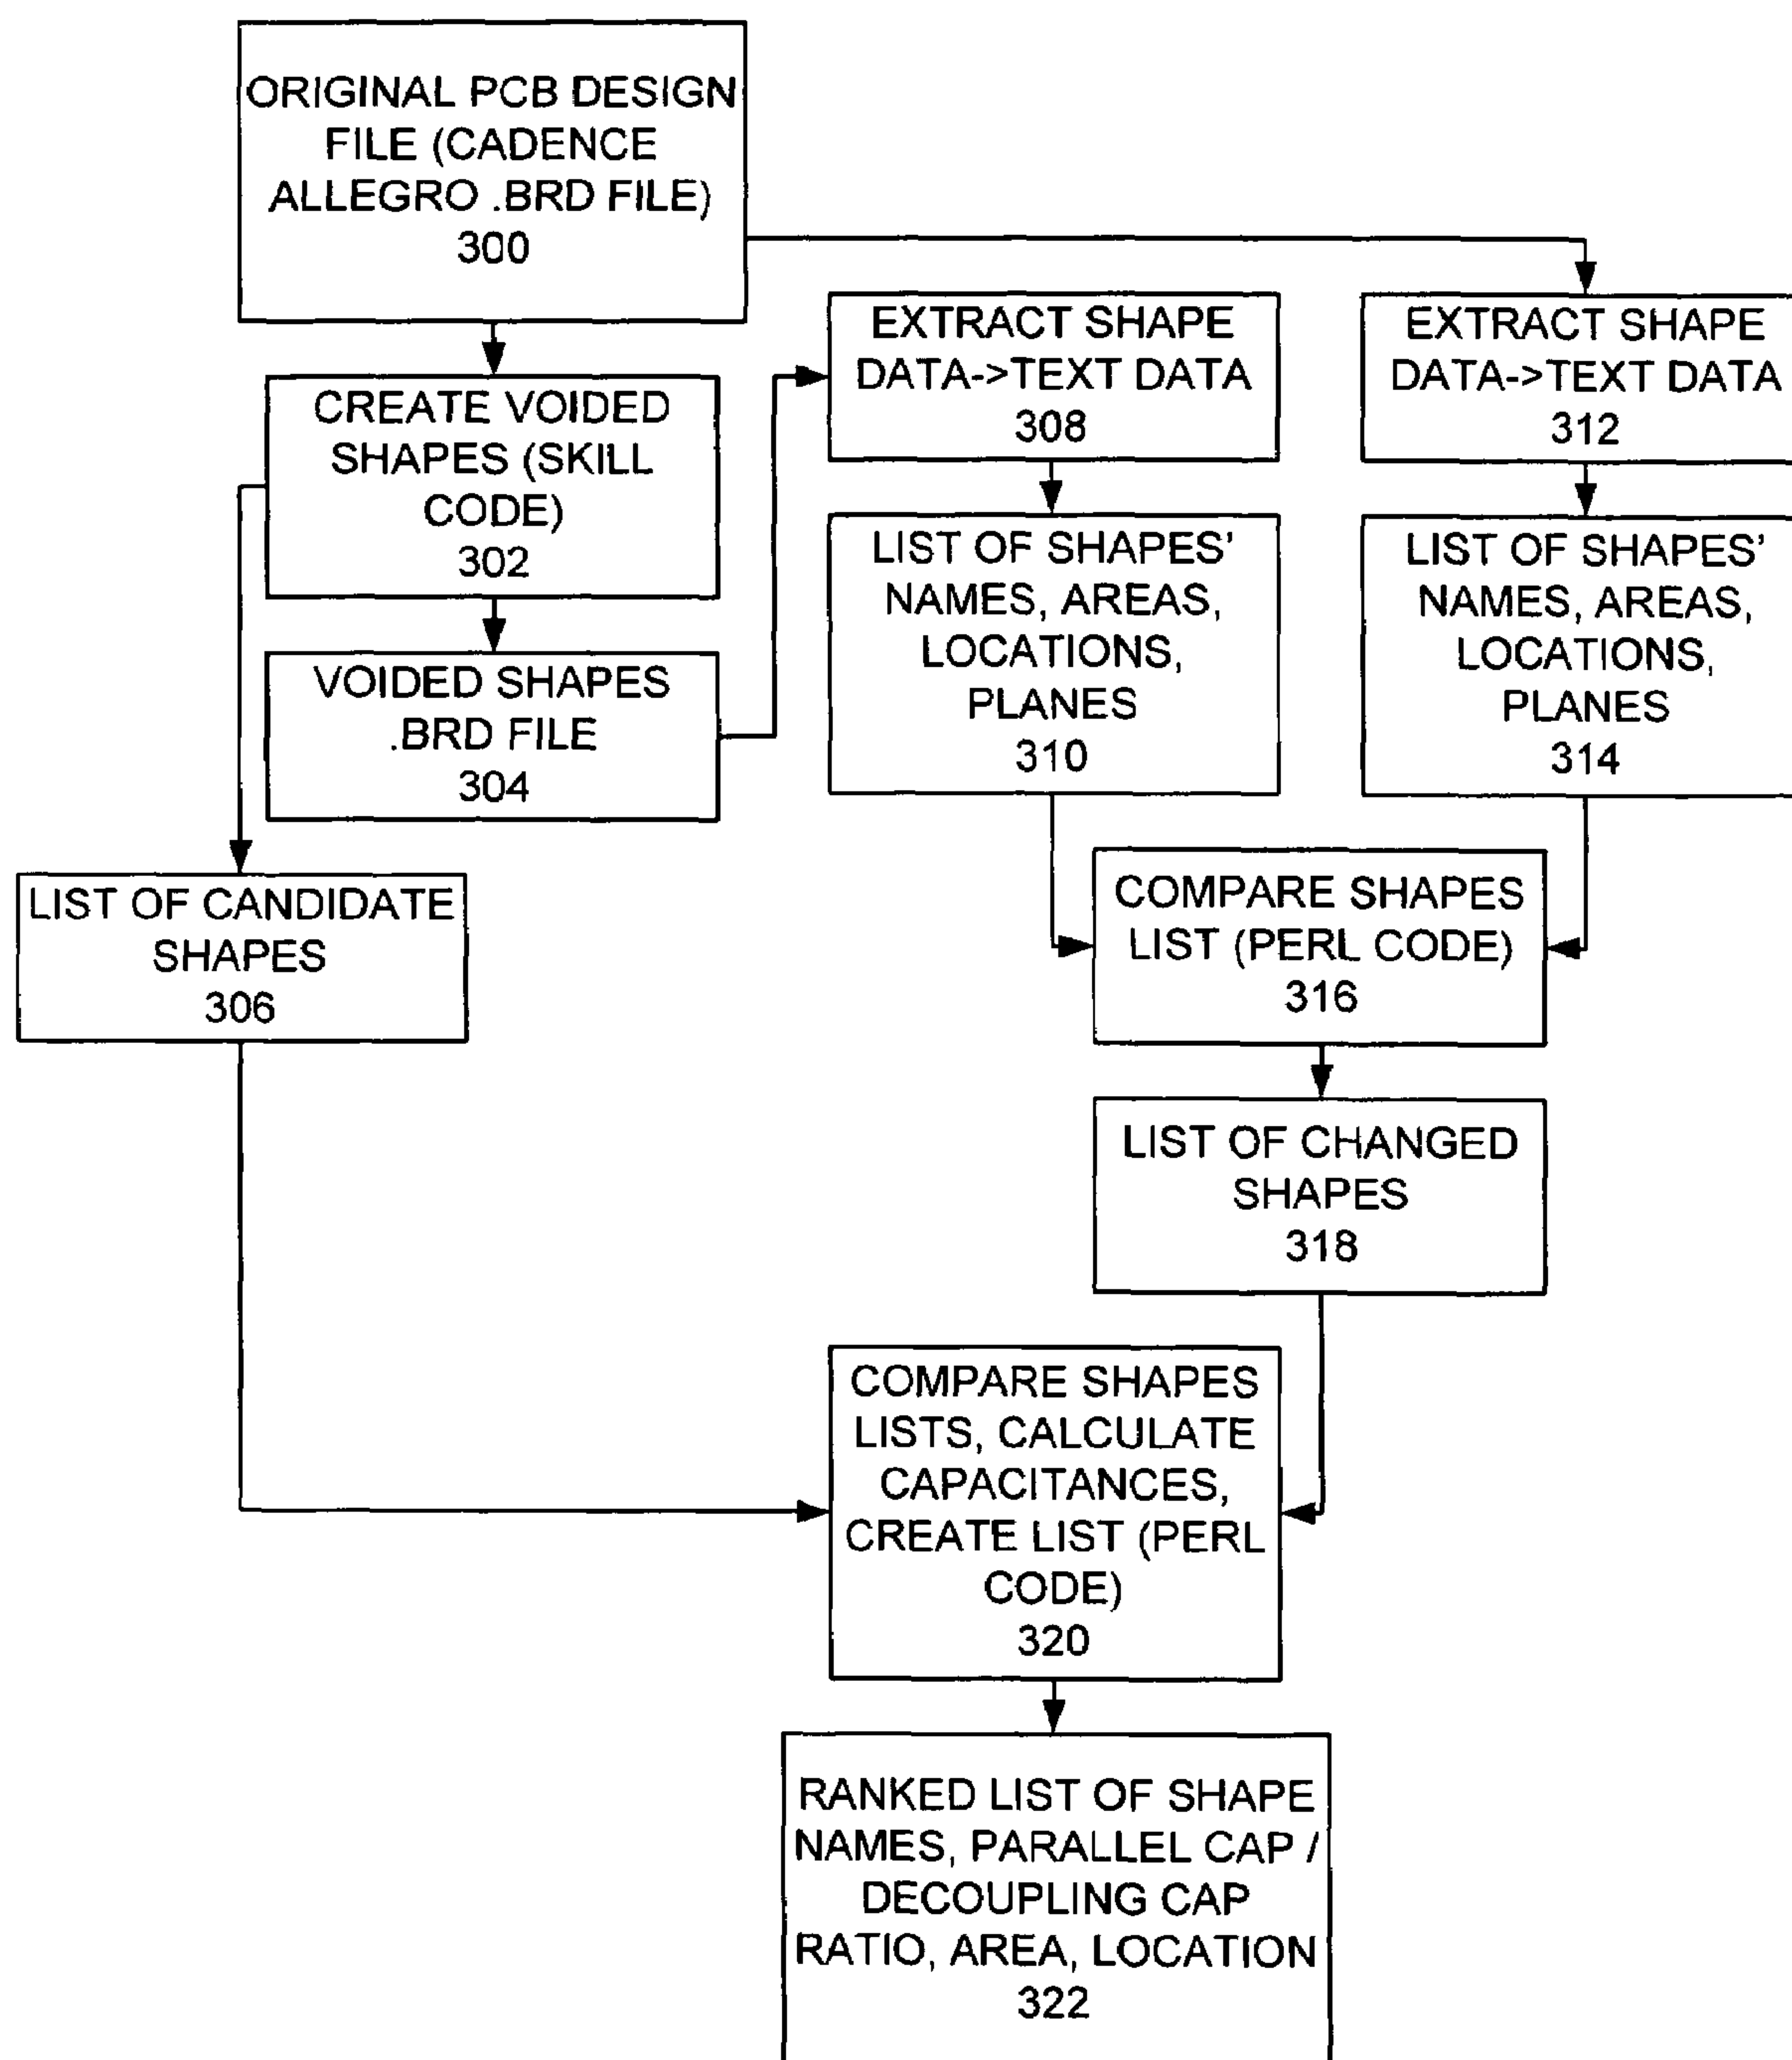 ORIGINAL PCB DESIGN
FILE (CADENCE
ALLEGRO .BRD FILE)
300
CREATE VOIDED
SHAPES (SKILL
CODE)
302
VOIDED SHAPES
.BRD FILE
304
LIST OF CANDIDATE
SHAPES
306
EXTRACT SHAPE
DATA->TEXT DATA
308
LIST OF SHAPES'
NAMES, AREAS,
LOCATIONS,
PLANES
310
EXTRACT SHAPE
DATA->TEXT DATA
312
LIST OF SHAPES'
NAMES, AREAS,
LOCATIONS,
PLANES
314
COMPARE SHAPES
LIST (PERL CODE)
316
LIST OF CHANGED
SHAPES
318
COMPARE SHAPES
LISTS, CALCULATE
CAPACITANCES,
CREATE LIST (PERL
CODE)
320
RANKED LIST OF SHAPE
NAMES, PARALLEL CAP /
DECOUPLING CAP
RATIO, AREA, LOCATION
322